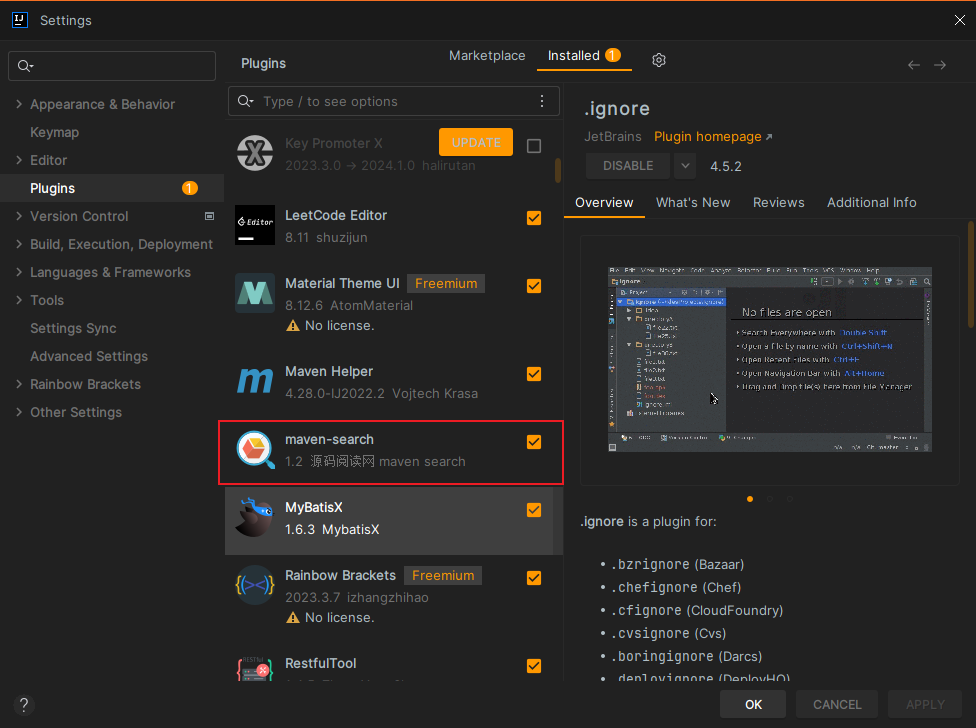 Settings
Plugins
Marketplace
Installed 1
Appearance & Behavior
Keymap
Editor
Plugins 1
Version Control
Build, Execution, Deployment
Languages & Frameworks
Tools
Settings Sync
Advanced Settings
Rainbow Brackets
Other Settings
Type / to see options
Key Promoter X
UPDATE
2023.3.0 → 2024.1.0 halirutan
Editor
LeetCode Editor
8.11 shuzijun
Material Theme UI Freemium
8.12.6 AtomMaterial
No license.
Maven Helper
4.28.0-IJ2022.2 Vojtech Krasa
maven-search
1.2 源码阅读网 maven search
MyBatisX
1.6.3 MybatisX
Rainbow Brackets Freemium
2023.3.7 izhangzhihao
No license.
RestfulTool
.ignore
JetBrains Plugin homepage
DISABLE
4.5.2
Overview
What's New
Reviews
Additional Info
No files are open
• Search Everywhere with Double Shift
• Open a file by name with Ctrl+Shift+N
• Open Recent Files with Ctrl+E
• Open Navigation Bar with Alt+Home
• Drag and Drop file(s) here from File Manager
.ignore is a plugin for:
• .bzrignore (Bazaar)
• .chefignore (Chef)
• .cfignore (CloudFoundry)
• .cvsignore (Cvs)
• .boringignore (Darcs)
• .deployignore (DeployHQ)
?
OK
CANCEL
APPLY